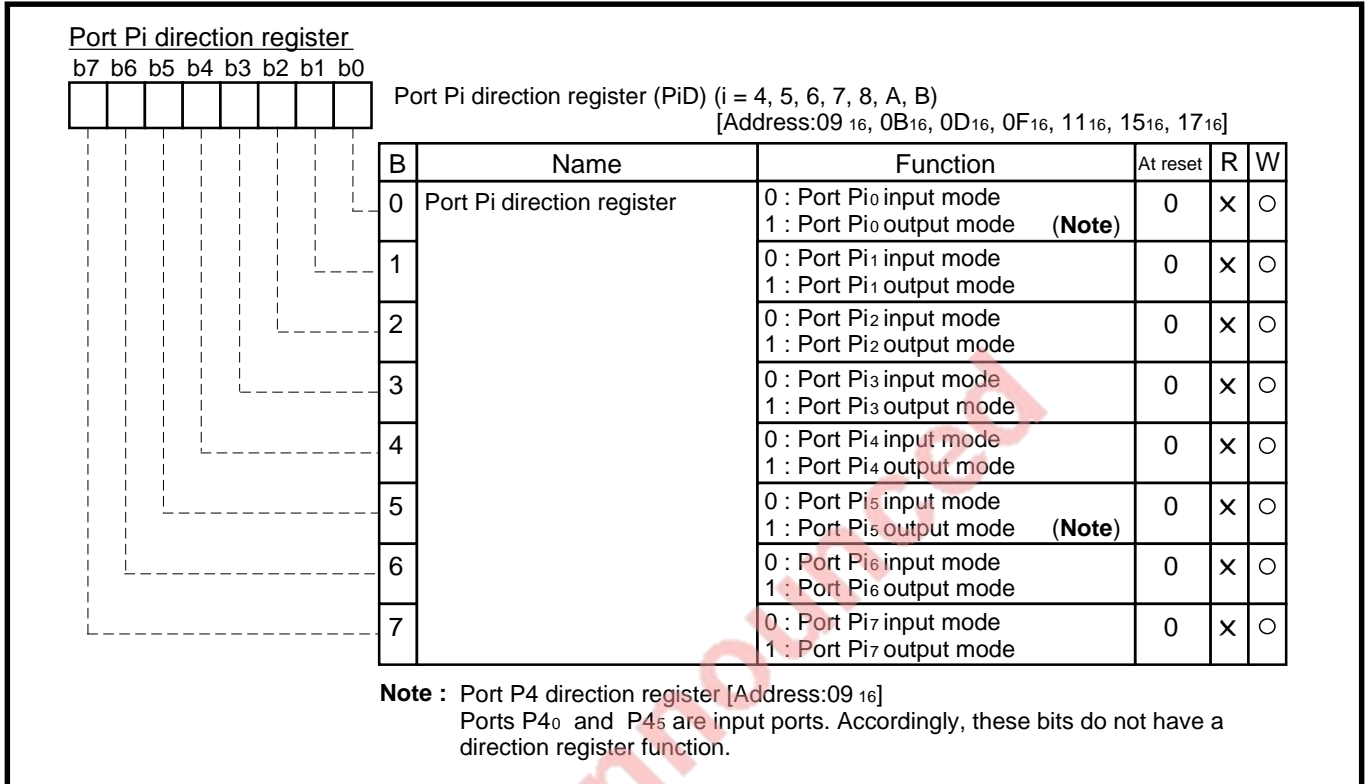 Port Pi direction register
b7 b6 b5 b4 b3 b2 b1 b0
Port Pi direction register (PiD) (i = 4, 5, 6, 7, 8, A, B)
[Address:09 16, 0B16, 0D16, 0F16, 1116, 1516, 1716]
B Name Function At reset R W
0 Port Pi direction register 0 : Port Pi0 input mode 0 ✕ ○
1 : Port Pi0 output mode (Note)
1 0 : Port Pi1 input mode 0 ✕ ○
1 : Port Pi1 output mode
2 0 : Port Pi2 input mode 0 ✕ ○
1 : Port Pi2 output mode
3 0 : Port Pi3 input mode 0 ✕ ○
1 : Port Pi3 output mode
4 0 : Port Pi4 input mode 0 ✕ ○
1 : Port Pi4 output mode
5 0 : Port Pi5 input mode 0 ✕ ○
1 : Port Pi5 output mode (Note)
6 0 : Port Pi6 input mode 0 ✕ ○
1 : Port Pi6 output mode
7 0 : Port Pi7 input mode 0 ✕ ○
1 : Port Pi7 output mode
Note : Port P4 direction register [Address:09 16]
Ports P40 and P45 are input ports. Accordingly, these bits do not have a
direction register function.